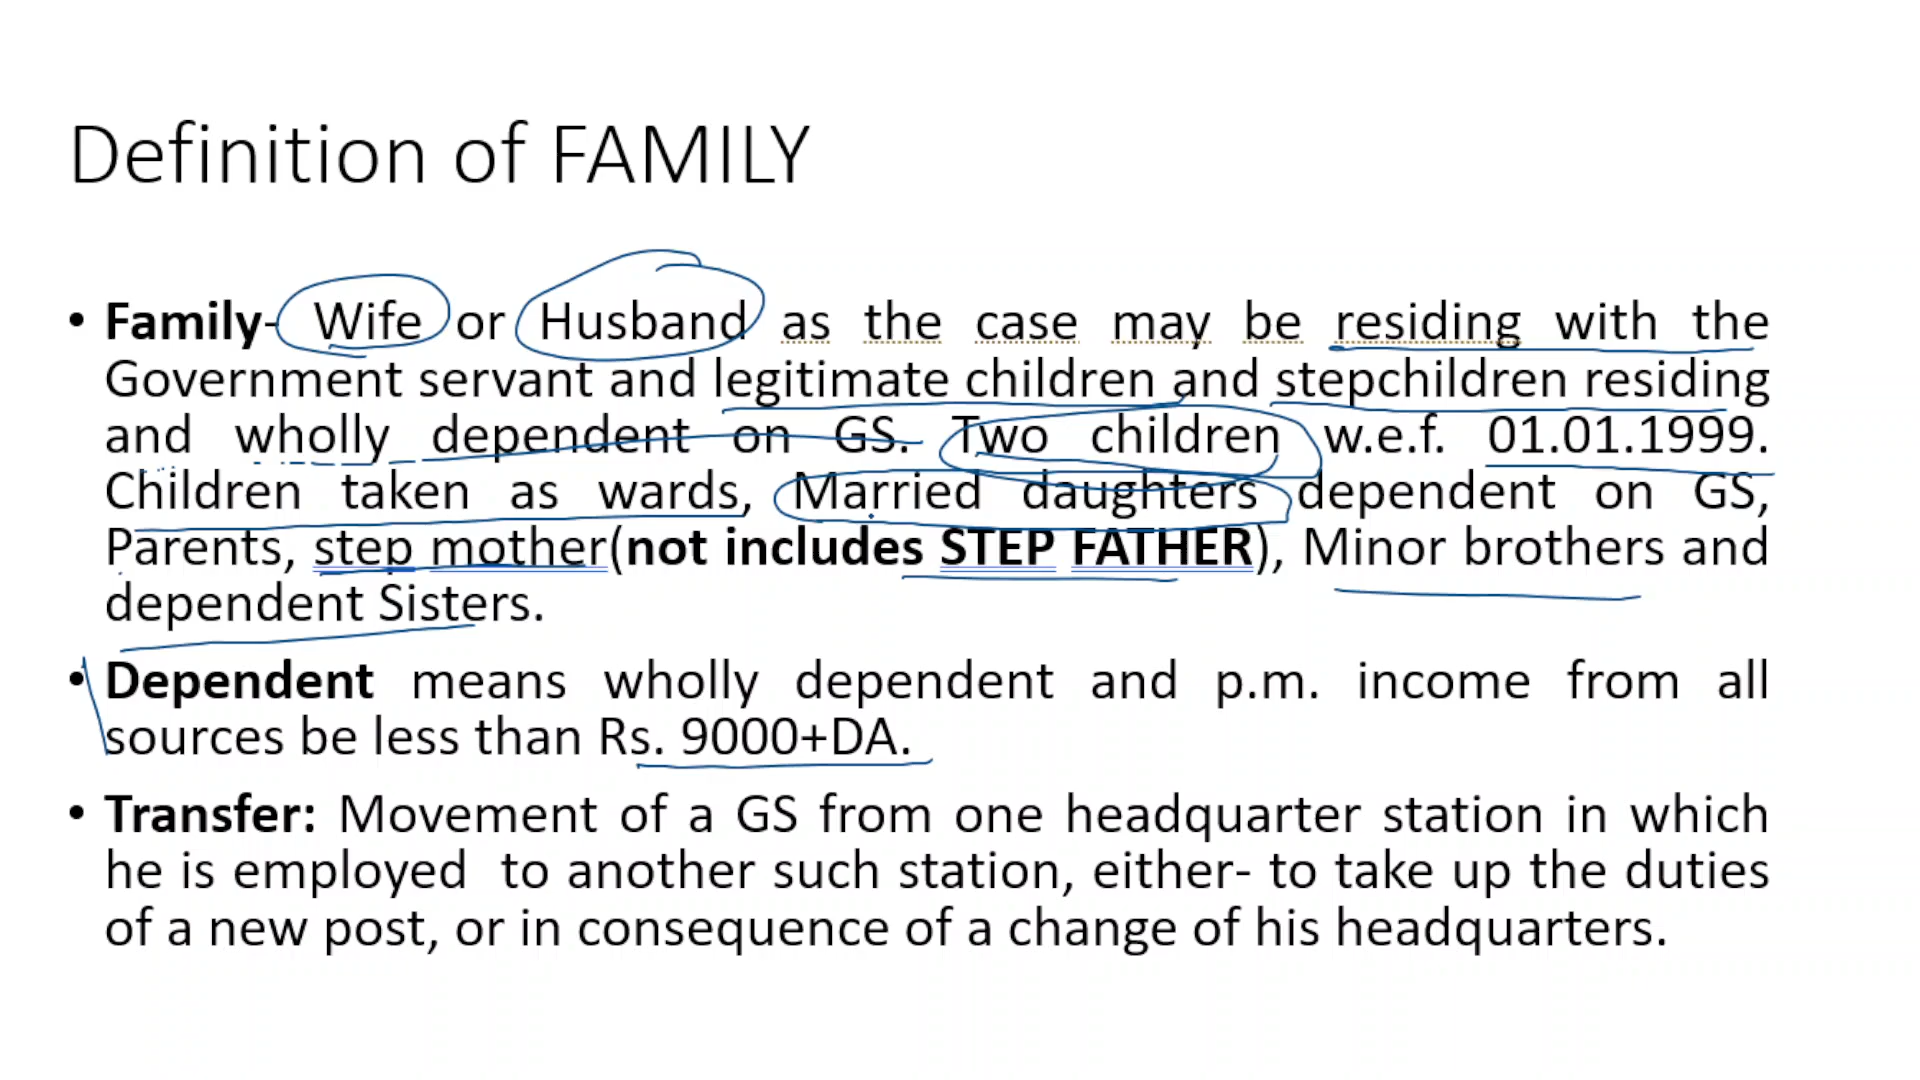 Definition of FAMILY
• Family- Wife or Husband as the case may be residing with the
Government servant and legitimate children and stepchildren residing
and wholly dependent on GS. Two children w.e.f. 01.01.1999.
Children taken as wards, Married daughters dependent on GS,
Parents, step mother(not includes STEP FATHER), Minor brothers and
dependent Sisters.
• Dependent means wholly dependent and p.m. income from all
sources be less than Rs. 9000+DA.
• Transfer: Movement of a GS from one headquarter station in which
he is employed to another such station, either- to take up the duties
of a new post, or in consequence of a change of his headquarters.